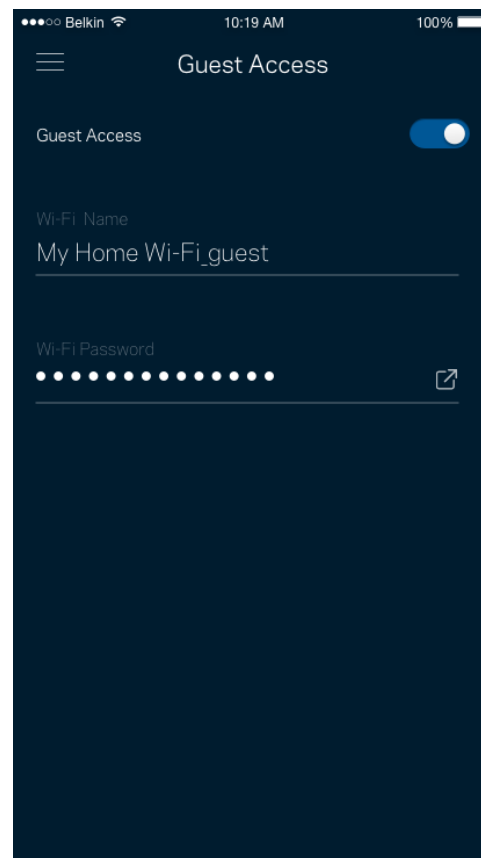 ●●●○○ Belkin 10:19 AM 100%
Guest Access
Guest Access
Wi-Fi Name
My Home Wi-Fi_guest
Wi-Fi Password
●●●●●●●●●●●●●●